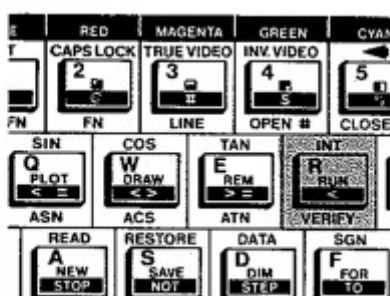 RED MAGENTA GREEN CYAN
CAPS LOCK TRUE VIDEO INV. VIDEO
2 3 4 5
# 
FN FN LINE OPEN # CLOSE
SIN COS TAN INT
Q W E R
PLOT DRAW REM RUN
<= <> >=
ASN ACS ATN VERIFY
READ RESTORE DATA SGN
A S D F
NEW SAVE DIM FOR
STOP NOT STEP TO